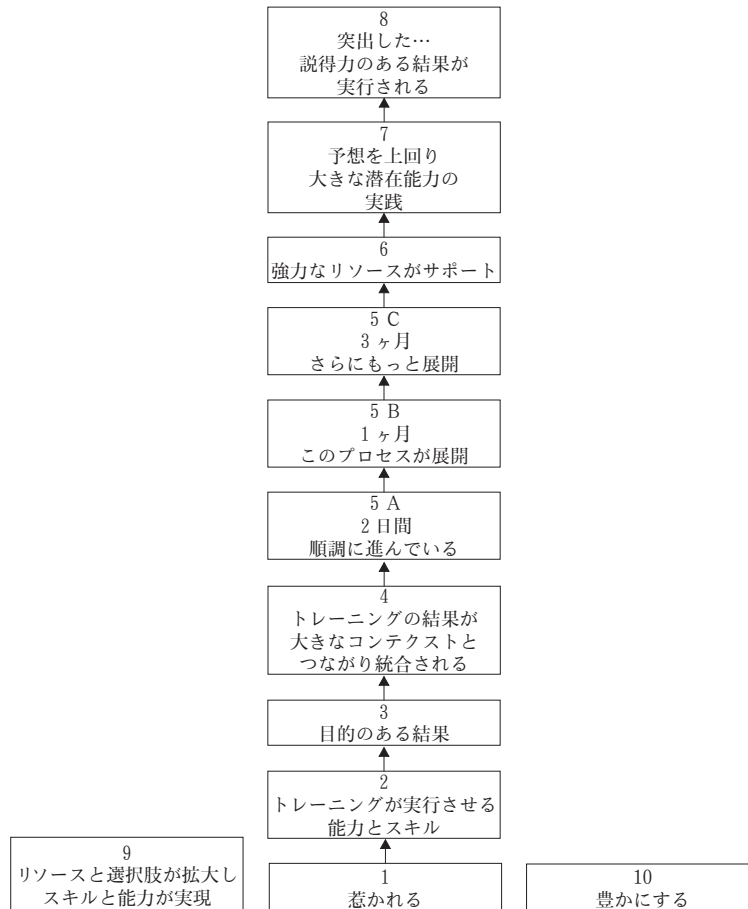 8
突出した…
説得力のある結果が
実行される
7
予想を上回り
大きな潜在能力の
実践
6
強力なリソースがサポート
5 C
3 ヶ月
さらにもっと展開
5 B
1 ヶ月
このプロセスが展開
5 A
2 日間
順調に進んでいる
4
トレーニングの結果が
大きなコンテクストと
つながり統合される
3
目的のある結果
2
トレーニングが実行させる
能力とスキル
9
リソースと選択肢が拡大し
スキルと能力が実現
1
惹かれる
10
豊かにする